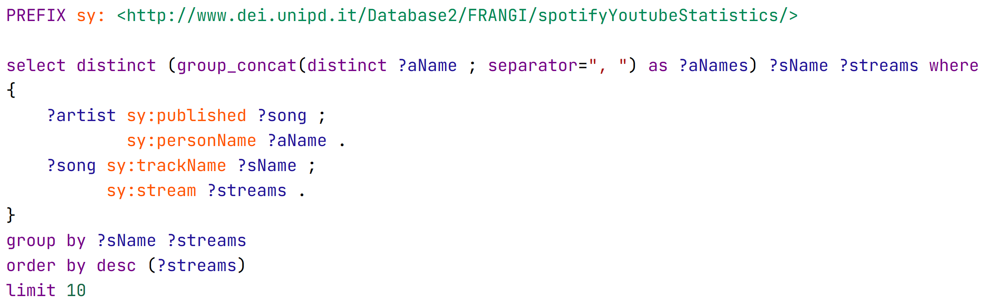 PREFIX sy: <http://www.dei.unipd.it/Database2/FRANGI/spotifyYoutubeStatistics/>

select distinct (group_concat(distinct ?aName ; separator=", ") as ?aNames) ?sName ?streams where
{
    ?artist sy:published ?song ;
            sy:personName ?aName .
    ?song sy:trackName ?sName ;
          sy:stream ?streams .
}
group by ?sName ?streams
order by desc (?streams)
limit 10